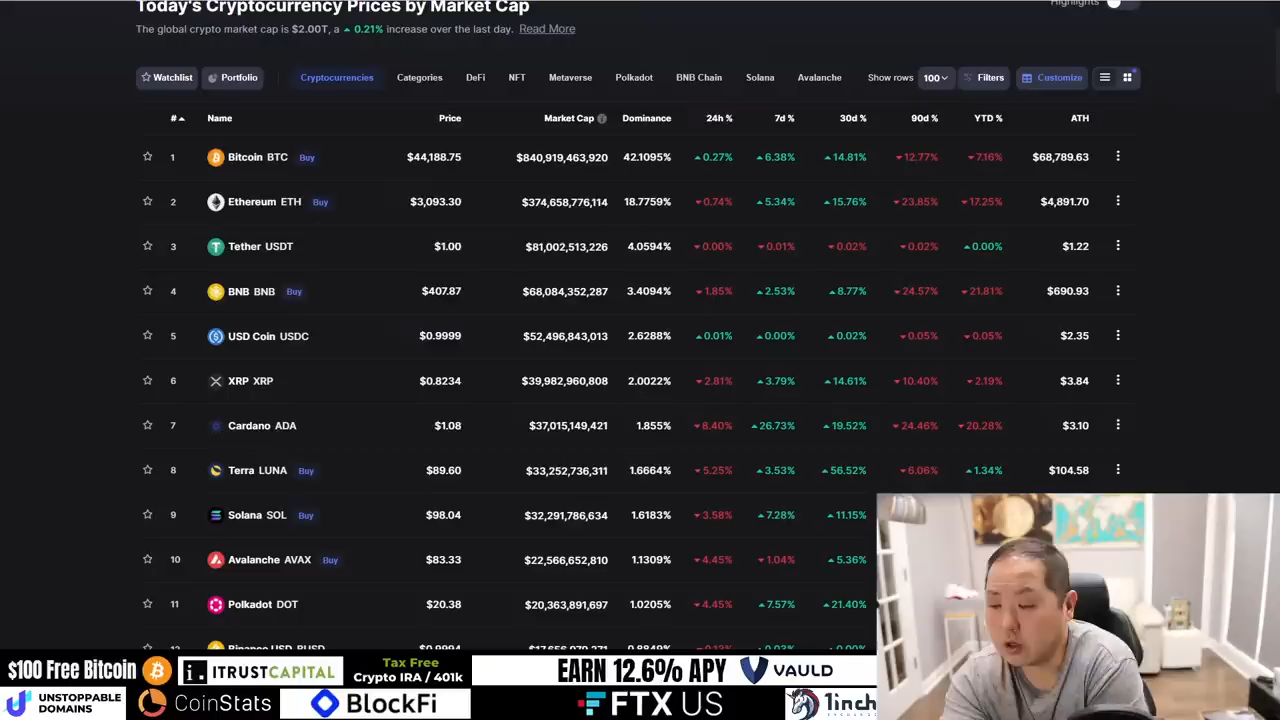 Today's Cryptocurrency Prices by Market Cap
Highlights
The global crypto market cap is $2.00T, a 0.21% increase over the last day. Read More
Watchlist Portfolio Cryptocurrencies Categories DeFi NFT Metaverse Polkadot BNB Chain Solana Avalanche Show rows 100 Filters Customize
# Name Price Market Cap Dominance 24h % 7d % 30d % 90d % YTD % ATH
1 Bitcoin BTC Buy $44,188.75 $840,919,463,920 42.1095% 0.27% 6.38% 14.81% 12.77% 7.16% $68,789.63
2 Ethereum ETH Buy $3,093.30 $374,658,776,114 18.7759% 0.74% 5.34% 15.76% 23.85% 17.25% $4,891.70
3 Tether USDT $1.00 $81,002,513,226 4.0594% 0.00% 0.01% 0.02% 0.02% 0.00% $1.22
4 BNB BNB Buy $407.87 $68,084,352,287 3.4094% 1.85% 2.53% 8.77% 24.57% 21.81% $690.93
5 USD Coin USDC $0.9999 $52,496,843,013 2.6288% 0.01% 0.00% 0.02% 0.05% 0.05% $2.35
6 XRP XRP $0.8234 $39,982,960,808 2.0022% 2.81% 3.79% 14.61% 10.40% 2.19% $3.84
7 Cardano ADA $1.08 $37,015,149,421 1.855% 8.40% 26.73% 19.52% 24.46% 20.28% $3.10
8 Terra LUNA Buy $89.60 $33,252,736,311 1.6664% 5.25% 3.53% 56.52% 6.06% 1.34% $104.58
9 Solana SOL Buy $98.04 $32,291,786,634 1.6183% 3.58% 7.28% 11.15%
10 Avalanche AVAX Buy $83.33 $22,566,652,810 1.1309% 4.45% 1.04% 5.36%
11 Polkadot DOT $20.38 $20,363,891,697 1.0205% 4.45% 7.57% 21.40%
12 Binance USD BUSD $0.9994
$100 Free Bitcoin iTRUSTCAPITAL Tax Free Crypto IRA / 401k EARN 12.6% APY VAULD
UNSTOPPABLE DOMAINS CoinStats BlockFi FTX US 1inch